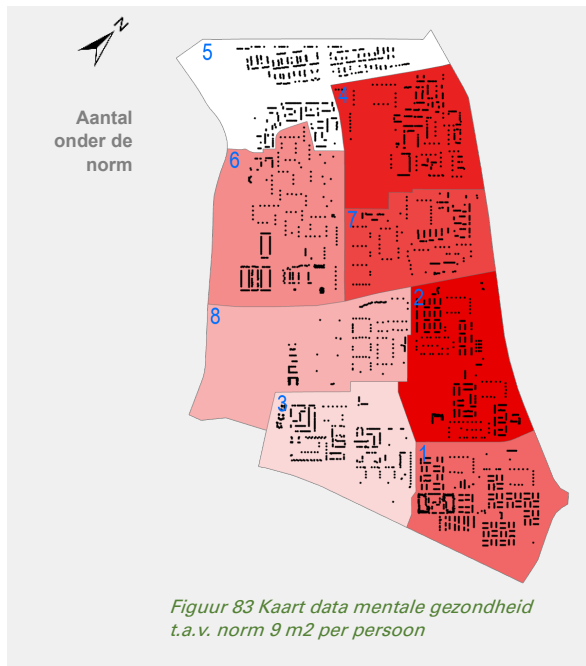 N
5
Aantal
onder de
norm
4
6
7
2
8
3
1
Figuur 83 Kaart data mentale gezondheid
t.a.v. norm 9 m2 per persoon